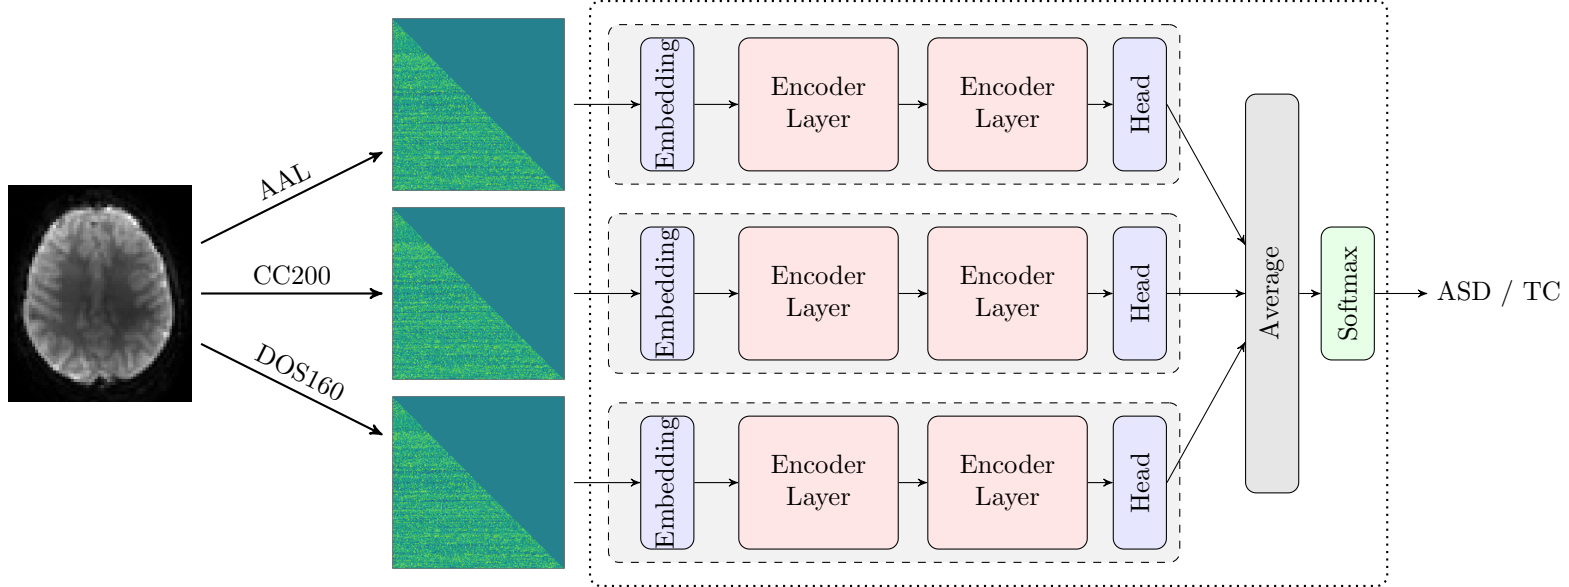 AAL
CC200
DOS160
Embedding
Encoder
Layer
Encoder
Layer
Head
Embedding
Encoder
Layer
Encoder
Layer
Head
Embedding
Encoder
Layer
Encoder
Layer
Head
Average
Softmax
ASD / TC